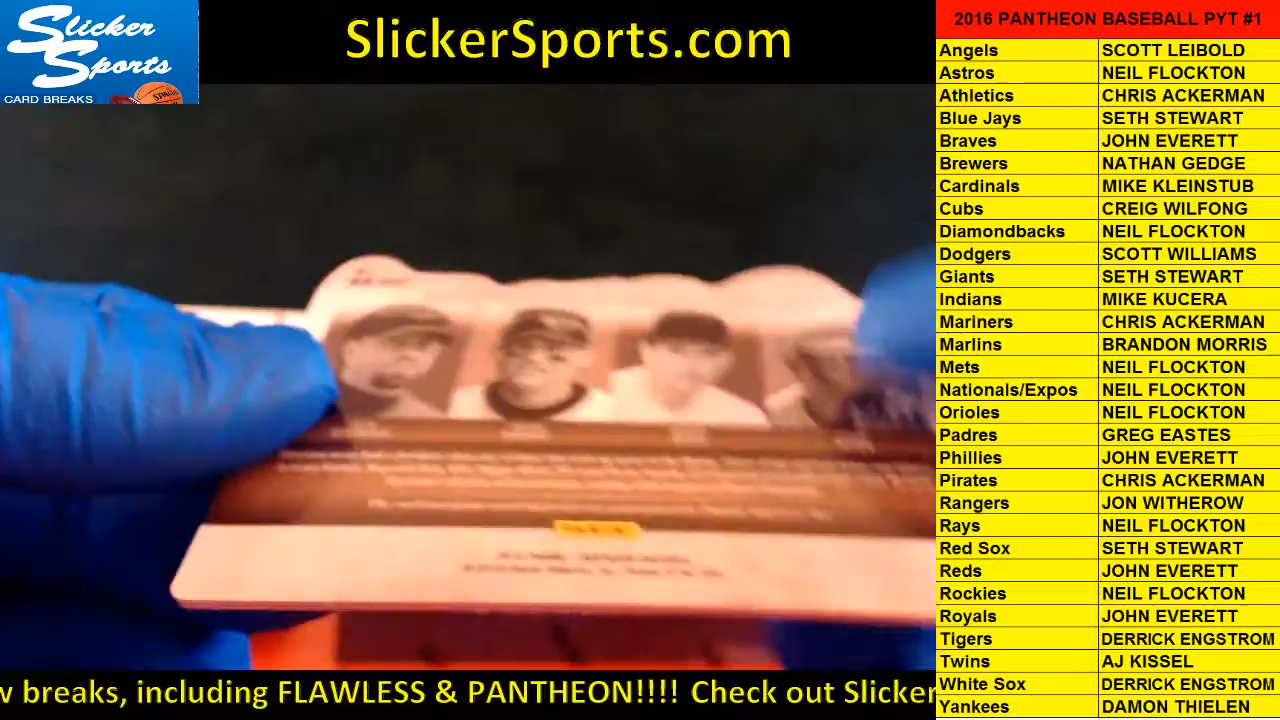 Slicker
Sports
CARD BREAKS
SPALDING
SlickerSports.com
2016 PANTHEON BASEBALL PYT #1
Angels SCOTT LEIBOLD
Astros NEIL FLOCKTON
Athletics CHRIS ACKERMAN
Blue Jays SETH STEWART
Braves JOHN EVERETT
Brewers NATHAN GEDGE
Cardinals MIKE KLEINSTUB
Cubs CREIG WILFONG
Diamondbacks NEIL FLOCKTON
Dodgers SCOTT WILLIAMS
Giants SETH STEWART
Indians MIKE KUCERA
Mariners CHRIS ACKERMAN
Marlins BRANDON MORRIS
Mets NEIL FLOCKTON
Nationals/Expos NEIL FLOCKTON
Orioles NEIL FLOCKTON
Padres GREG EASTES
Phillies JOHN EVERETT
Pirates CHRIS ACKERMAN
Rangers JON WITHEROW
Rays NEIL FLOCKTON
Red Sox SETH STEWART
Reds JOHN EVERETT
Rockies NEIL FLOCKTON
Royals JOHN EVERETT
Tigers DERRICK ENGSTROM
Twins AJ KISSEL
White Sox DERRICK ENGSTROM
Yankees DAMON THIELEN
w breaks, including FLAWLESS & PANTHEON!!!! Check out Slicker